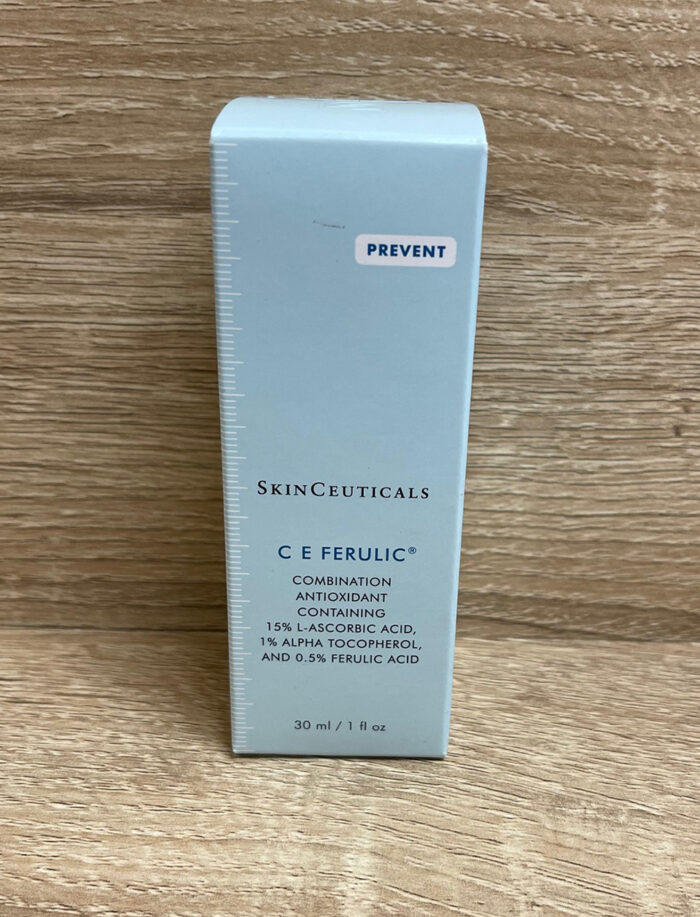 PREVENT
SKINCEUTICALS
C E FERULIC®
COMBINATION
ANTIOXIDANT
CONTAINING
15% L-ASCORBIC ACID,
1% ALPHA TOCOPHEROL,
AND 0.5% FERULIC ACID
30 ml / 1 fl oz